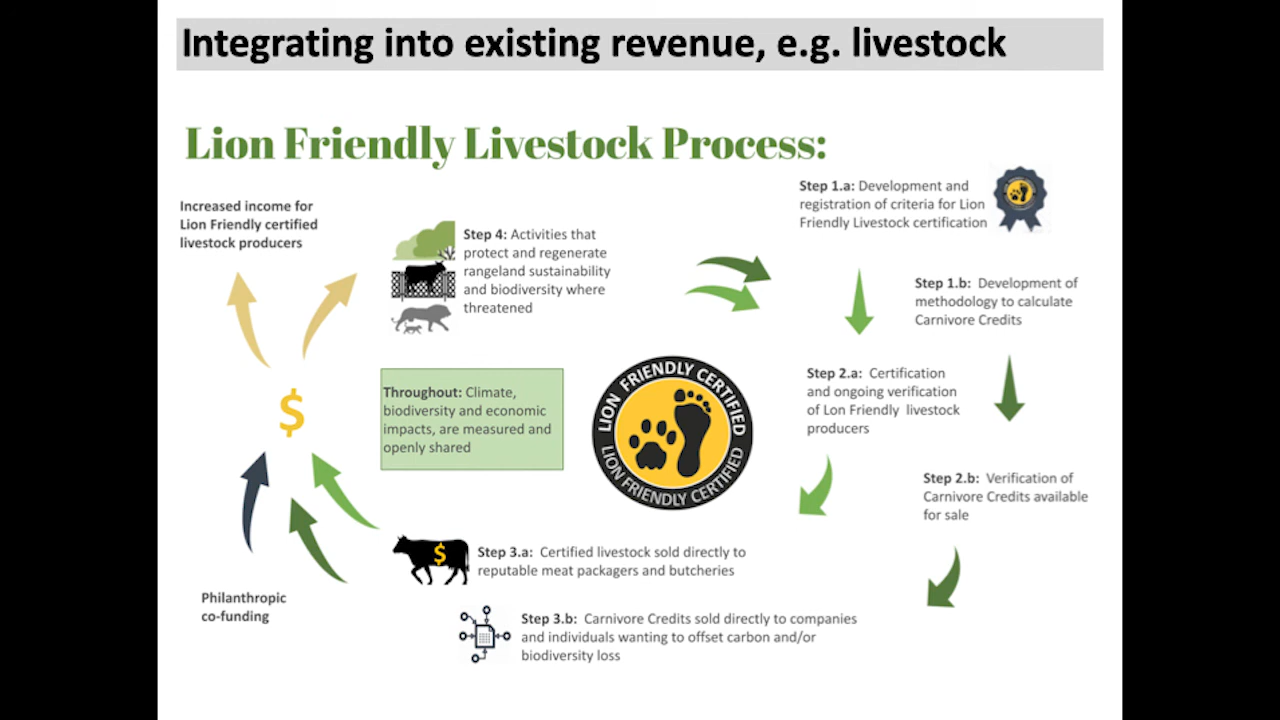 Integrating into existing revenue, e.g. livestock
Lion Friendly Livestock Process:
Increased income for
Lion Friendly certified
livestock producers
Step 4: Activities that
protect and regenerate
rangeland sustainability
and biodiversity where
threatened
Step 1.a: Development and
registration of criteria for Lion
Friendly Livestock certification
Step 1.b: Development of
methodology to calculate
Carnivore Credits
$
Throughout: Climate,
biodiversity and economic
impacts, are measured and
openly shared
LION FRIENDLY CERTIFIED
LION FRIENDLY CERTIFIED
Step 2.a: Certification
and ongoing verification
of Lon Friendly livestock
producers
Step 2.b: Verification of
Carnivore Credits available
for sale
$
Step 3.a: Certified livestock sold directly to
reputable meat packagers and butcheries
Philanthropic
co-funding
Step 3.b: Carnivore Credits sold directly to companies
and individuals wanting to offset carbon and/or
biodiversity loss